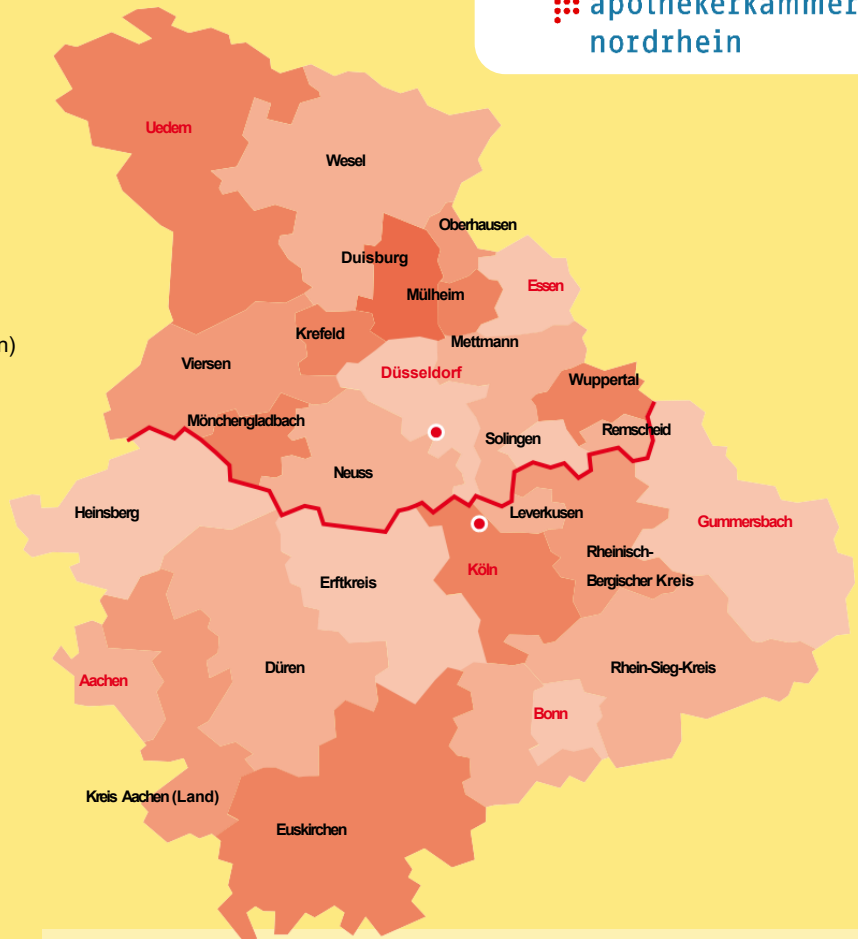 apothekerkammer
nordrhein
Uedem
Wesel
Oberhausen
Duisburg
Essen
Mülheim
Krefeld
n)
Mettmann
Viersen
Düsseldorf
Wuppertal
Mönchengladbach
Remscheid
Solingen
Neuss
Heinsberg
Leverkusen
Gummersbach
Rheinisch-
Bergischer Kreis
Köln
Erftkreis
Düren
Rhein-Sieg-Kreis
Aachen
Bonn
Kreis Aachen (Land)
Euskirchen